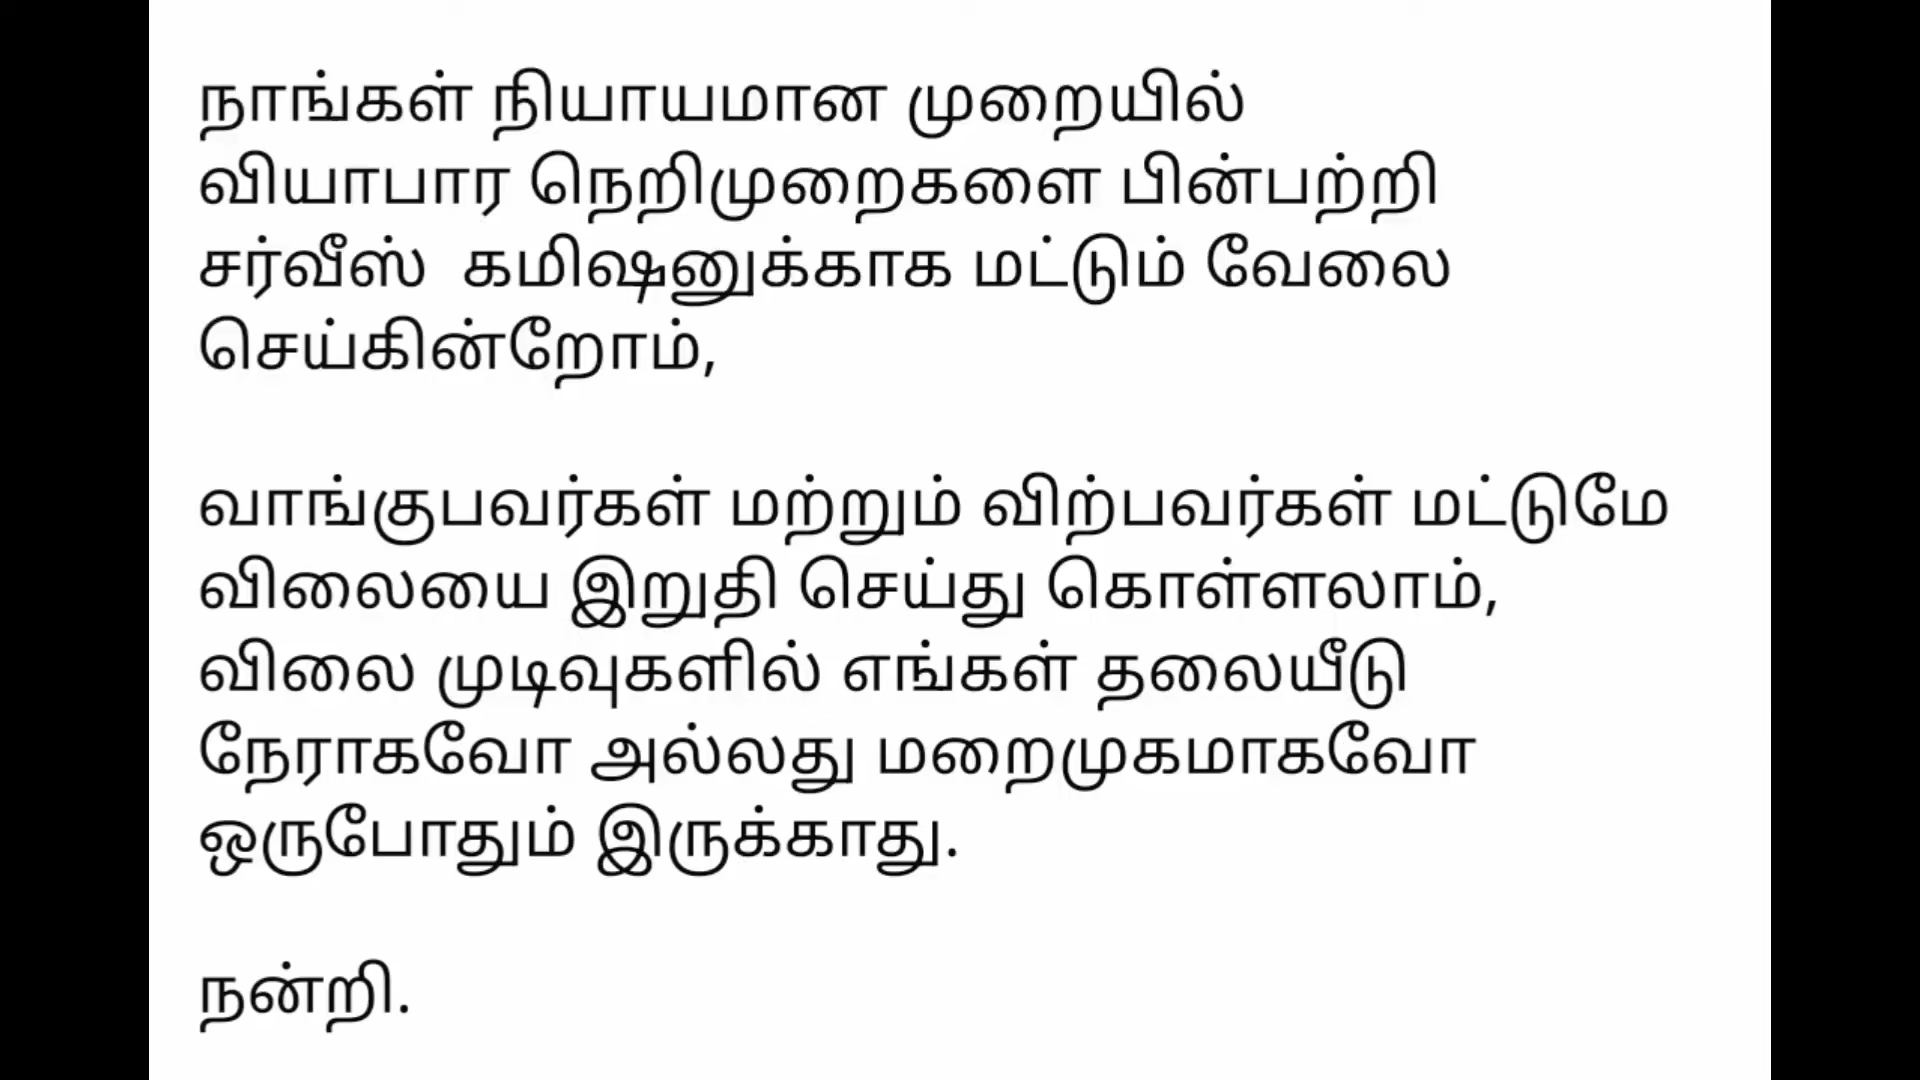 நாங்கள் நியாயமான முறையில்
வியாபார நெறிமுறைகளை பின்பற்றி
சர்வீஸ்  கமிஷனுக்காக மட்டும் வேலை
செய்கின்றோம்,
வாங்குபவர்கள் மற்றும் விற்பவர்கள் மட்டுமே
விலையை இறுதி செய்து கொள்ளலாம்,
விலை முடிவுகளில் எங்கள் தலையீடு
நேராகவோ அல்லது மறைமுகமாகவோ
ஒருபோதும் இருக்காது.
நன்றி.